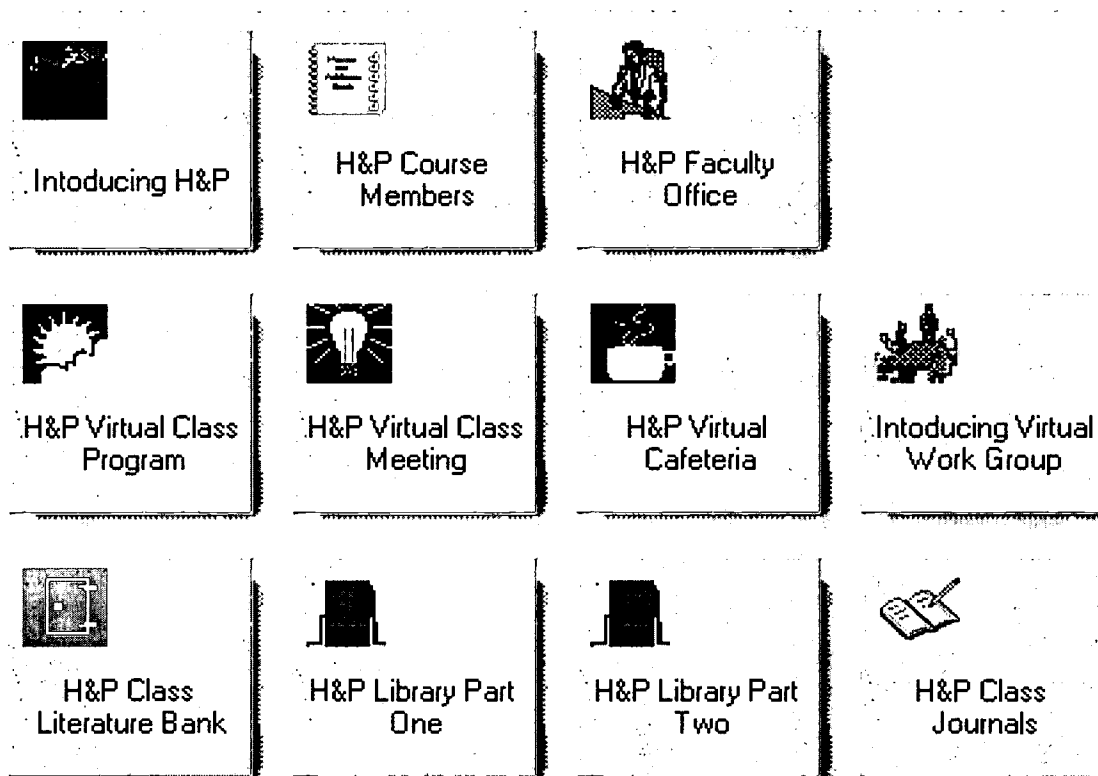 Intoducing H&P
H&P Course
Members
H&P Faculty
Office
H&P Virtual Class
Program
H&P Virtual Class
Meeting
H&P Virtual
Cafeteria
Intoducing Virtual
Work Group
H&P Class
Literature Bank
H&P Library Part
One
H&P Library Part
Two
H&P Class
Journals